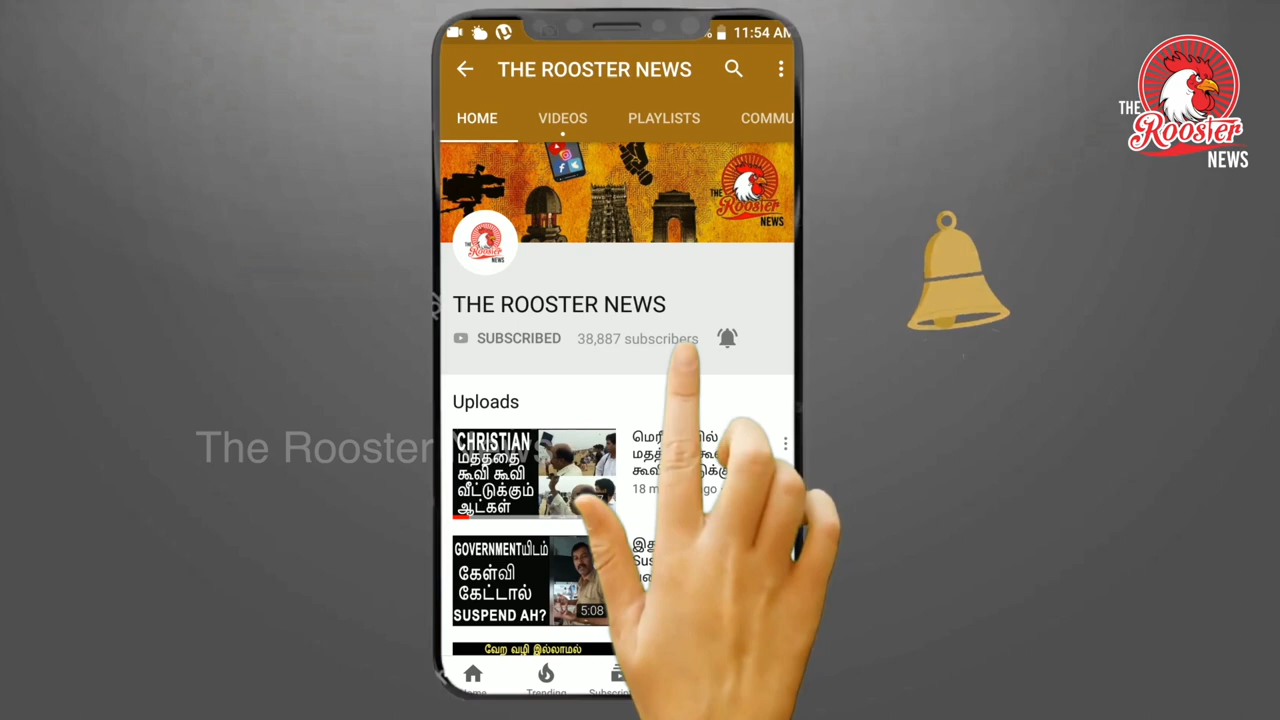 11:54 AM
THE ROOSTER NEWS
HOME VIDEOS PLAYLISTS COMMU
THE
Rooster
NEWS
THE
Rooster
NEWS
THE ROOSTER NEWS
SUBSCRIBED 38,887 subscribers
Uploads
The Rooster
CHRISTIAN
மதத்தை
கூவி கூவி
வீட்டுக்கும்
ஆட்கள்
GOVERNMENTயிடம்
கேள்வி
கேட்டால்
SUSPEND AH?
5:08
வேற வழி இல்லாமல்
Trending